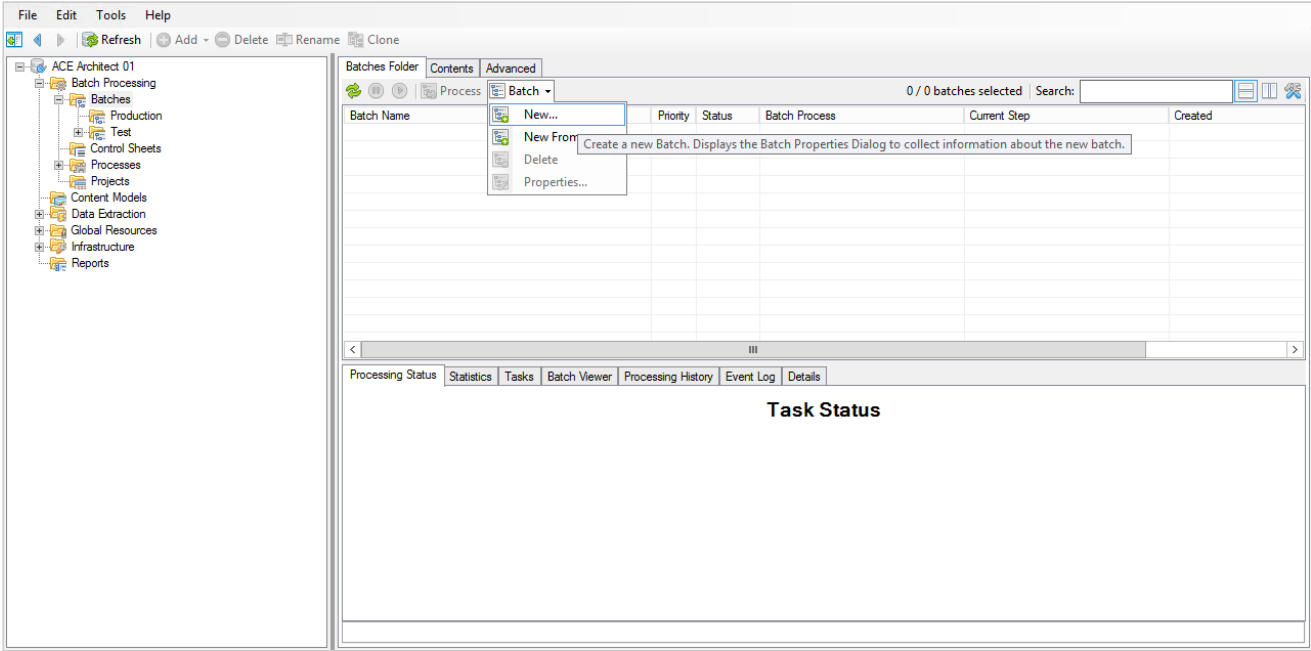 File Edit Tools Help
Refresh Add Delete Rename Clone
ACE Architect 01
Batch Processing
Batches
Production
Test
Control Sheets
Processes
Projects
Content Models
Data Extraction
Global Resources
Infrastructure
Reports
Batches Folder Contents Advanced
Process Batch 0 / 0 batches selected Search:
Batch Name Priority Status Batch Process Current Step Created
New...
New From
Create a new Batch. Displays the Batch Properties Dialog to collect information about the new batch.
Delete
Properties...
Processing Status Statistics Tasks Batch Viewer Processing History Event Log Details
Task Status